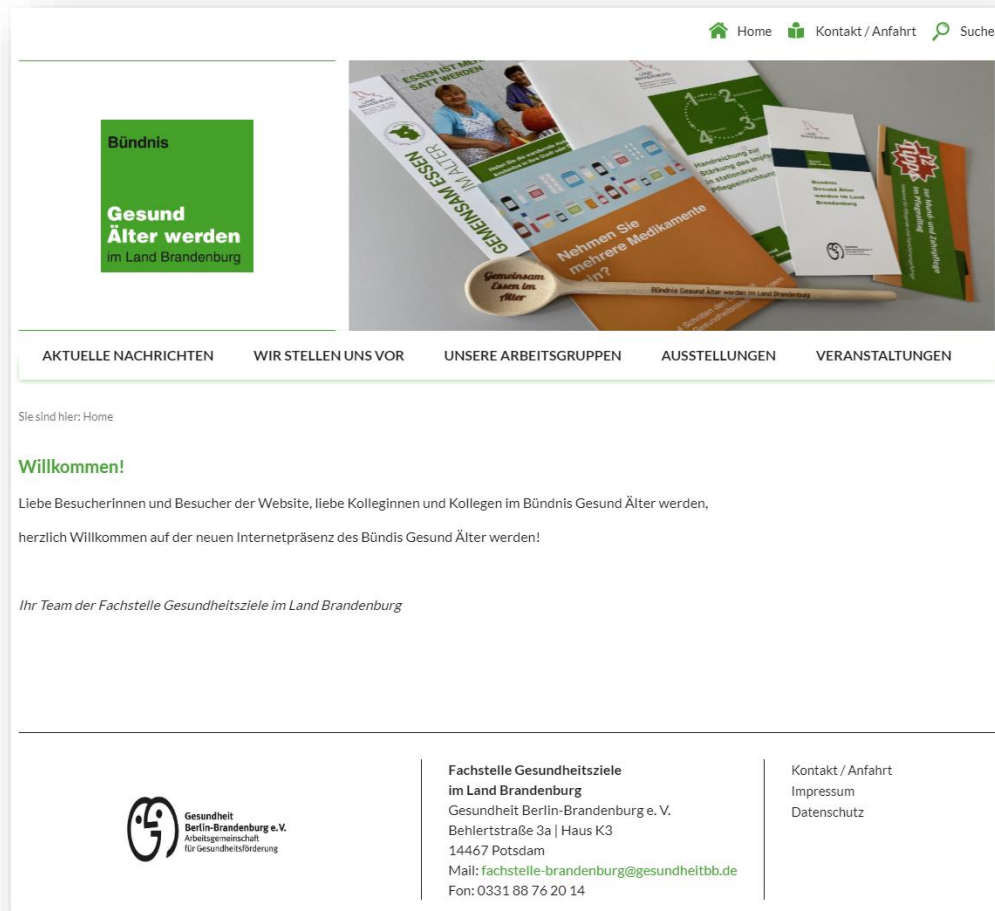 Home
Kontakt / Anfahrt
Suche
Bündnis
Gesund
Älter werden
im Land Brandenburg
ESSEN IST
SATT WERDEN
GEMEINSAM ESSEN
IM ALTER
Nehmen Sie
mehrere Medikamente
ein?
1 2 3 4
Handreichung zur
Stärkung des
in stationären
Bündnis
Gesund Älter
werden im Land
Brandenburg
12
Tipps
zur Mund- und Zahnpflege
im Pflegealltag
Gemeinsam
Essen im
Alter
Bündnis Gesund Älter werden im Land Brandenburg
AKTUELLE NACHRICHTEN
WIR STELLEN UNS VOR
UNSERE ARBEITSGRUPPEN
AUSSTELLUNGEN
VERANSTALTUNGEN
Sie sind hier: Home
Willkommen!
Liebe Besucherinnen und Besucher der Website, liebe Kolleginnen und Kollegen im Bündnis Gesund Älter werden,
herzlich Willkommen auf der neuen Internetpräsenz des Bündis Gesund Älter werden!
Ihr Team der Fachstelle Gesundheitsziele im Land Brandenburg
Gesundheit
Berlin-Brandenburg e.V.
Arbeitsgemeinschaft
für Gesundheitsförderung
Fachstelle Gesundheitsziele
im Land Brandenburg
Gesundheit Berlin-Brandenburg e. V.
Behlertstraße 3a | Haus K3
14467 Potsdam
Mail: fachstelle-brandenburg@gesundheitbb.de
Fon: 0331 88 76 20 14
Kontakt / Anfahrt
Impressum
Datenschutz